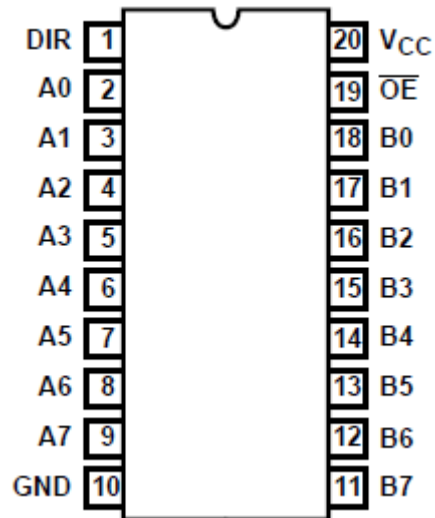 DIR 1 20 VCC
A0 2 19 O̅E̅
A1 3 18 B0
A2 4 17 B1
A3 5 16 B2
A4 6 15 B3
A5 7 14 B4
A6 8 13 B5
A7 9 12 B6
GND 10 11 B7